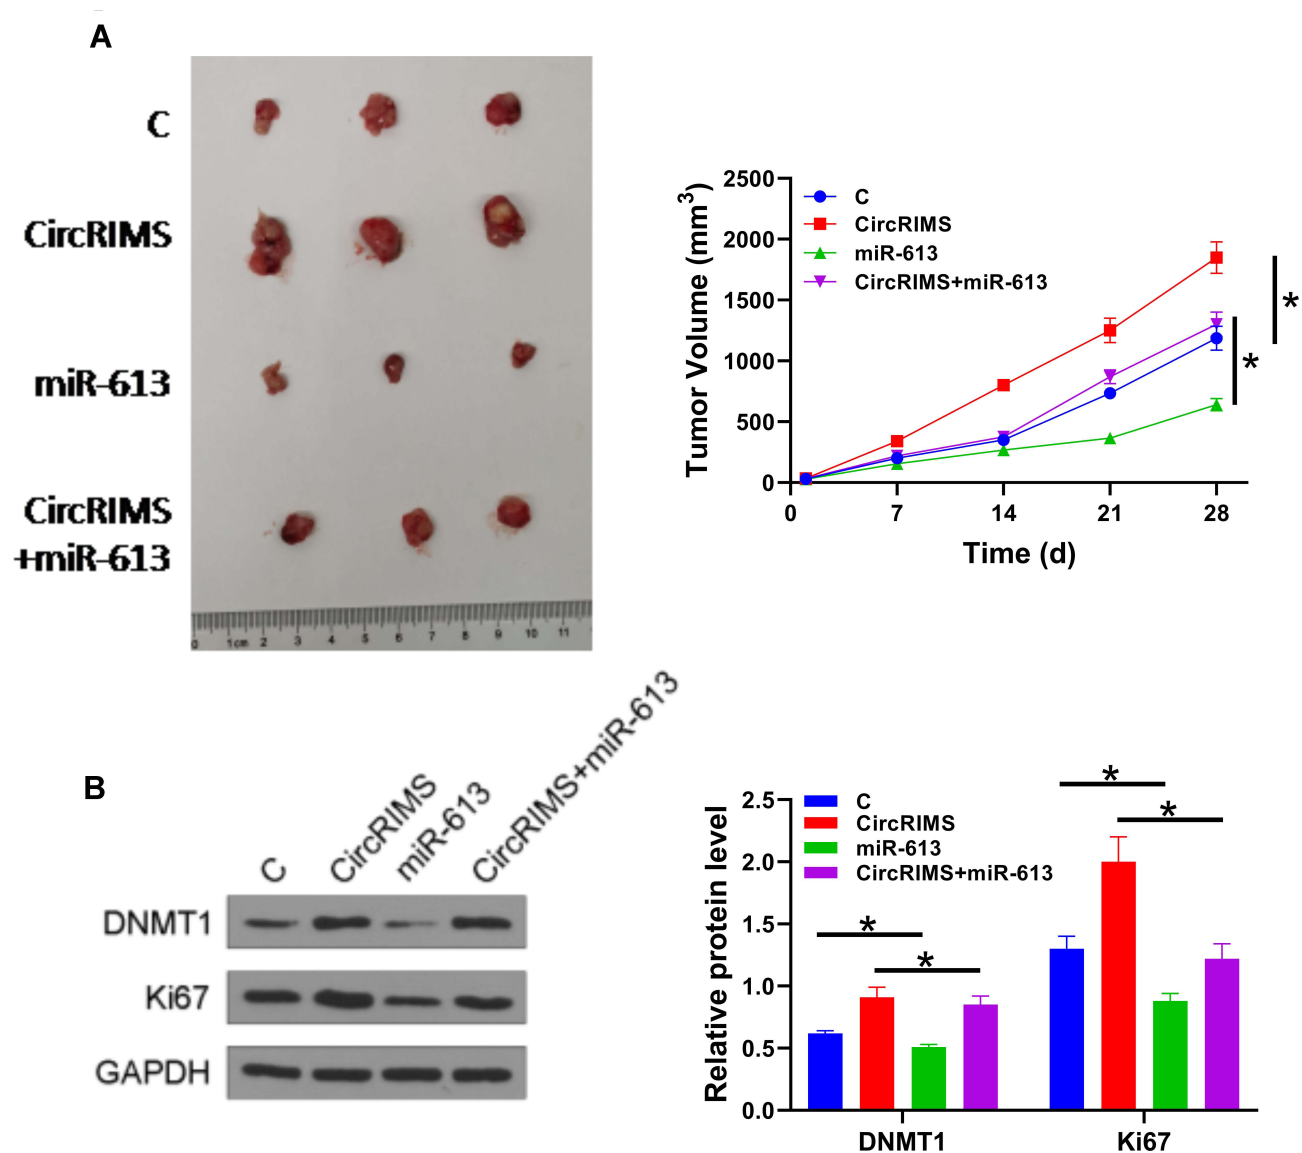 A
C
CircRIMS
miR-613
CircRIMS
+miR-613
0 1cm 2 3 4 5 6 7 8 9 10 11
Tumor Volume (mm3)
2500
2000
1500
1000
500
0
C
CircRIMS
miR-613
CircRIMS+miR-613
*
*
0 7 14 21 28
Time (d)
B
C CircRIMS miR-613 CircRIMS+miR-613
DNMT1
Ki67
GAPDH
Relative protein level
2.5
2.0
1.5
1.0
0.5
0.0
C
CircRIMS
miR-613
CircRIMS+miR-613
*
*
*
*
DNMT1 Ki67